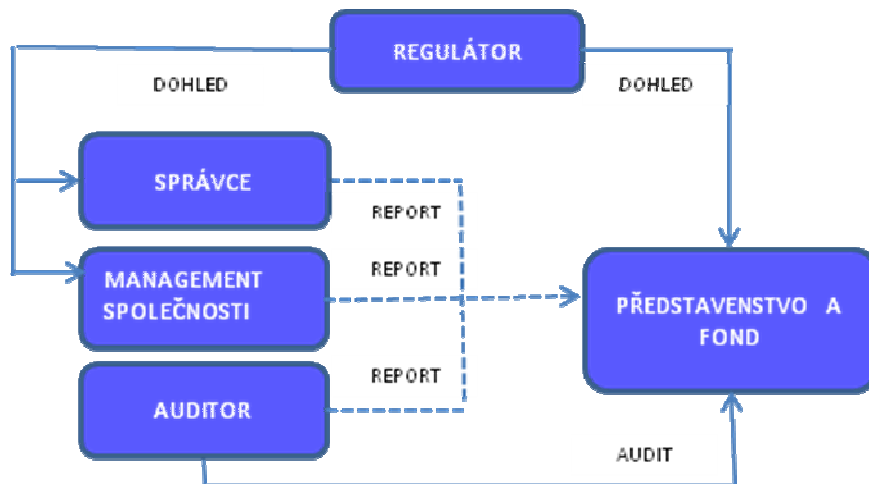 REGULÁTOR
DOHLED
DOHLED
SPRÁVCE
REPORT
MANAGEMENT
SPOLEČNOSTI
REPORT
PŘEDSTAVENSTVO A
FOND
REPORT
AUDITOR
AUDIT